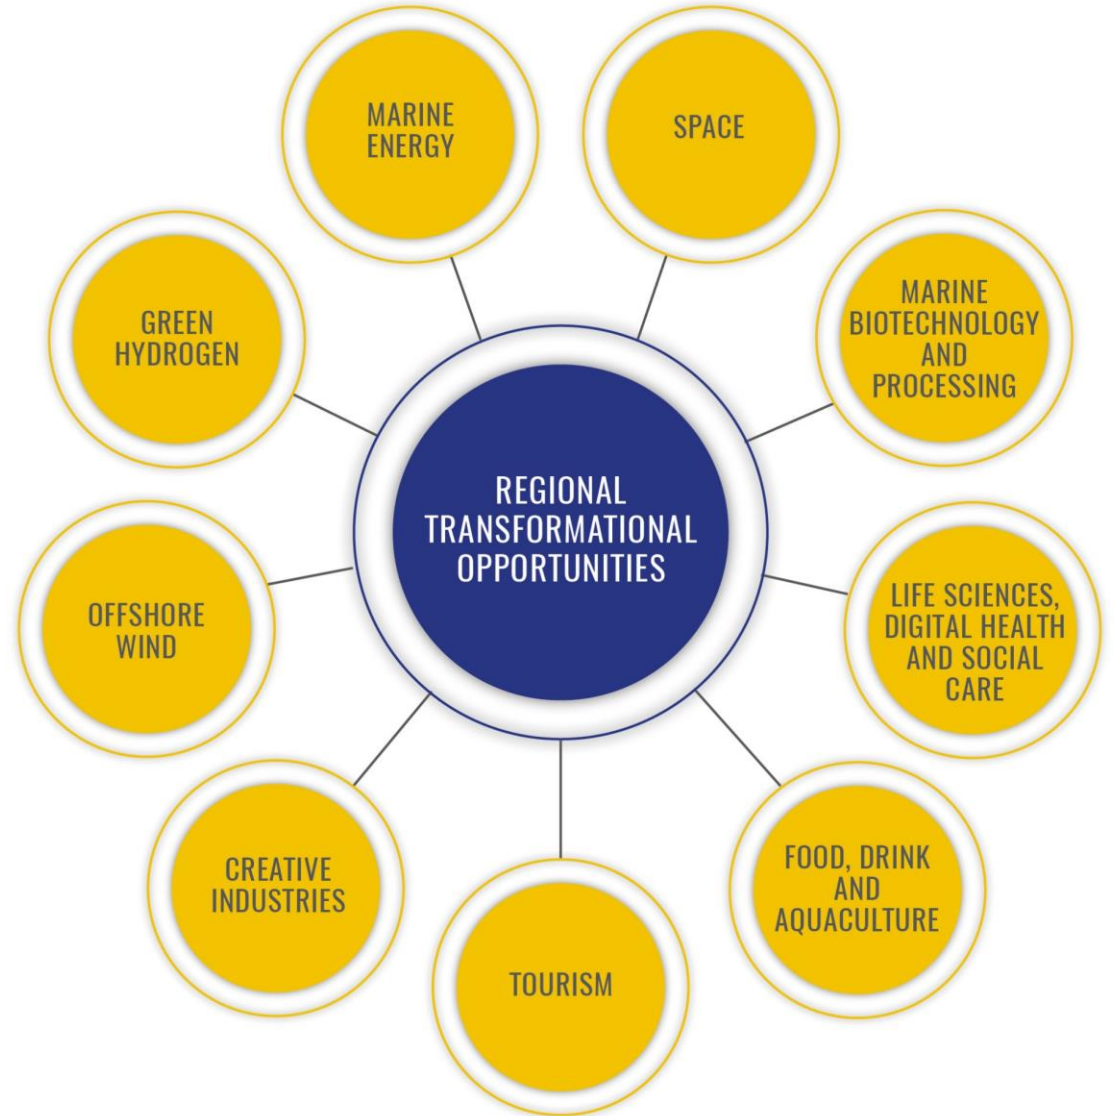 MARINE
ENERGY
SPACE
GREEN
HYDROGEN
MARINE
BIOTECHNOLOGY
AND
PROCESSING
REGIONAL
TRANSFORMATIONAL
OPPORTUNITIES
OFFSHORE
WIND
LIFE SCIENCES,
DIGITAL HEALTH
AND SOCIAL
CARE
CREATIVE
INDUSTRIES
FOOD, DRINK
AND
AQUACULTURE
TOURISM